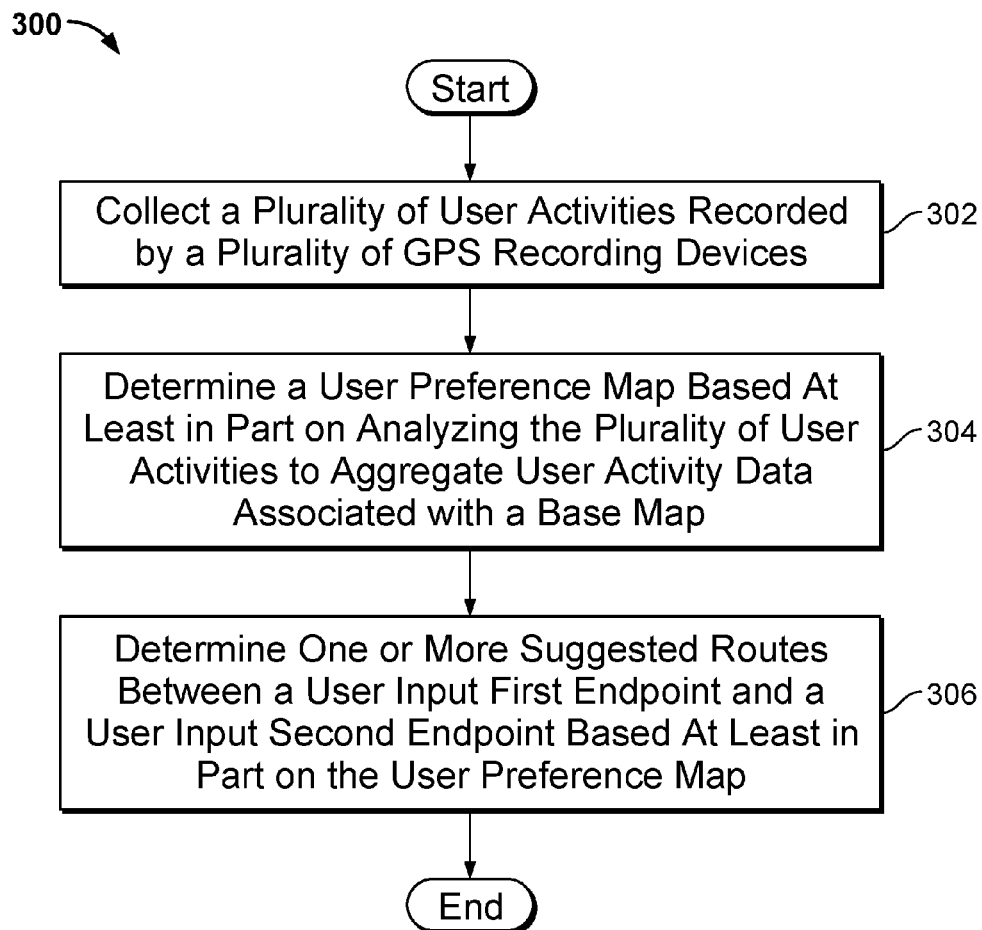 300
Start
Collect a Plurality of User Activities Recorded
by a Plurality of GPS Recording Devices
302
Determine a User Preference Map Based At
Least in Part on Analyzing the Plurality of User
Activities to Aggregate User Activity Data
Associated with a Base Map
304
Determine One or More Suggested Routes
Between a User Input First Endpoint and a
User Input Second Endpoint Based At Least in
Part on the User Preference Map
306
End